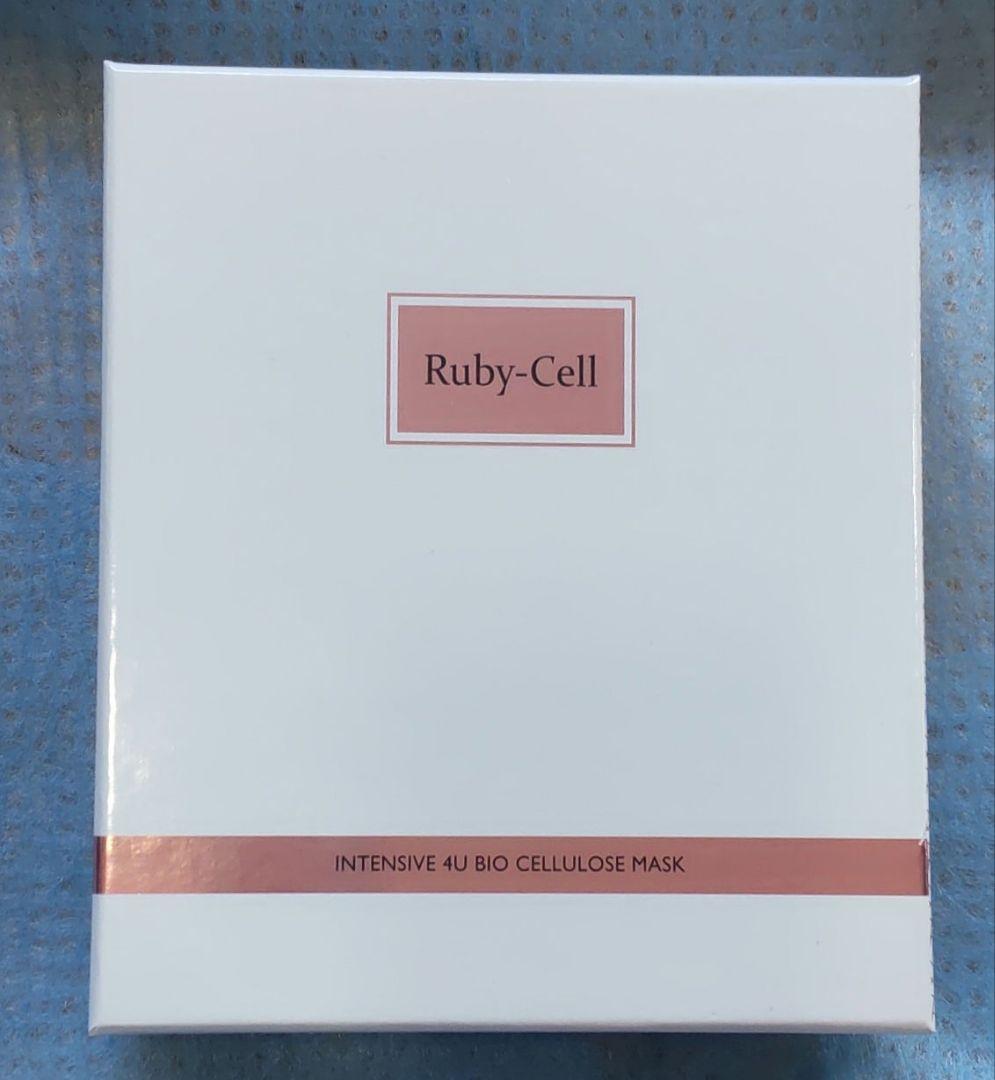 Ruby-Cell
INTENSIVE 4U BIO CELLULOSE MASK